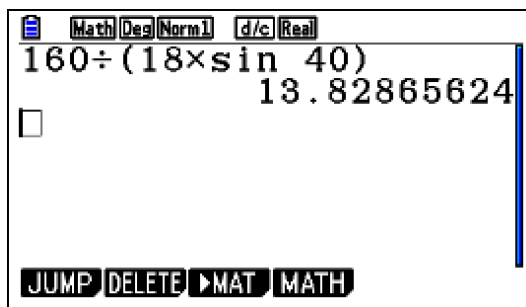 Math Deg Norm1 d/c Real
160÷(18×sin 40)
13.82865624
JUMP DELETE ►MAT MATH